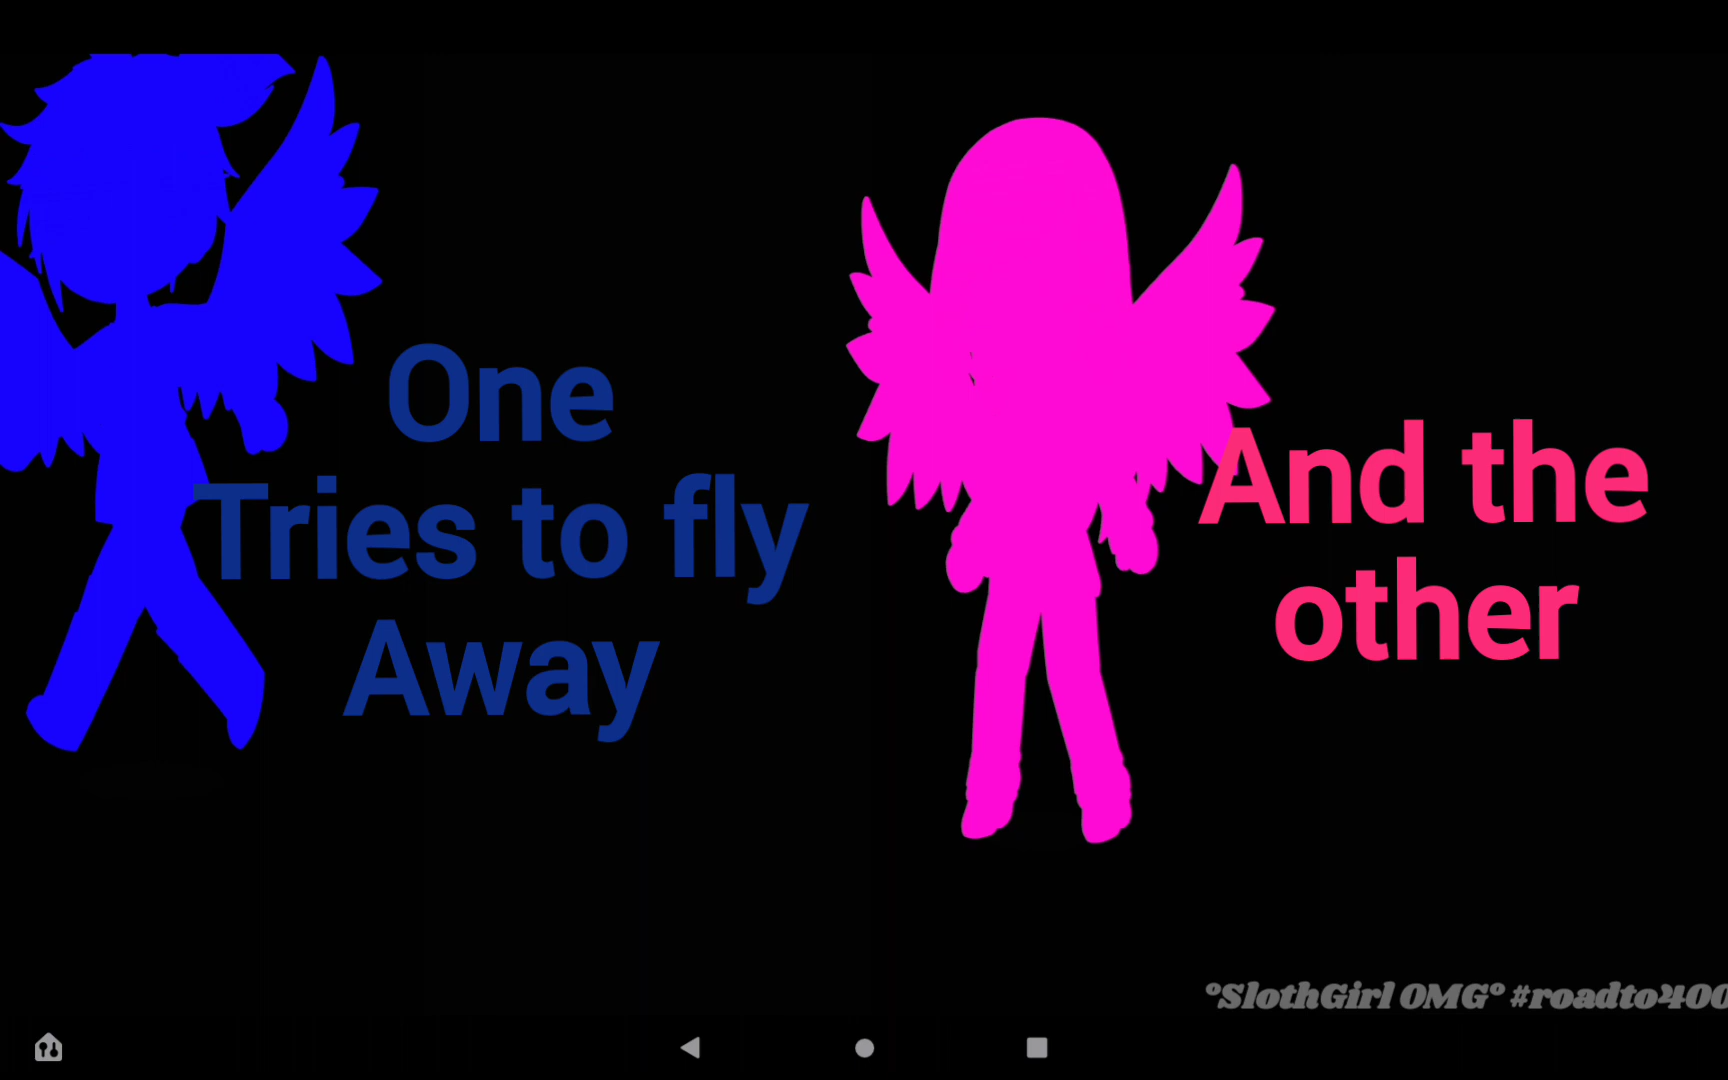 One
Tries to fly
Away
And the
other
°SlothGirl OMG° #roadto400